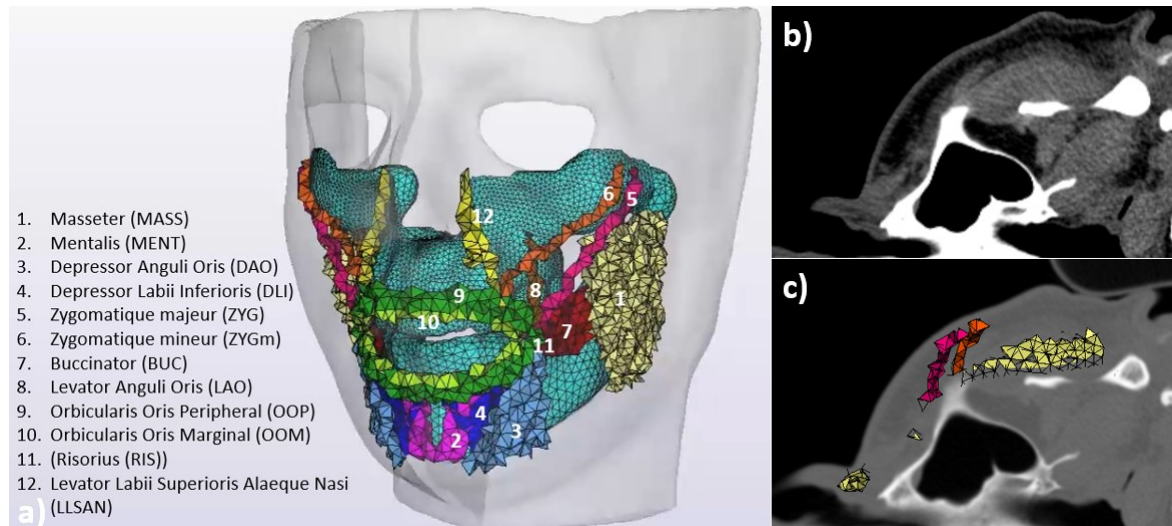 1. Masseter (MASS)
2. Mentalis (MENT)
3. Depressor Anguli Oris (DAO)
4. Depressor Labii Inferioris (DLI)
5. Zygomatique majeur (ZYG)
6. Zygomatique mineur (ZYGm)
7. Buccinator (BUC)
8. Levator Anguli Oris (LAO)
9. Orbicularis Oris Peripheral (OOP)
10. Orbicularis Oris Marginal (OOM)
11. (Risorius (RIS))
12. Levator Labii Superioris Alaeque Nasi
(LLSAN)
a)
6
5
12
8
9
1
10
7
11
4
3
2
b)
c)